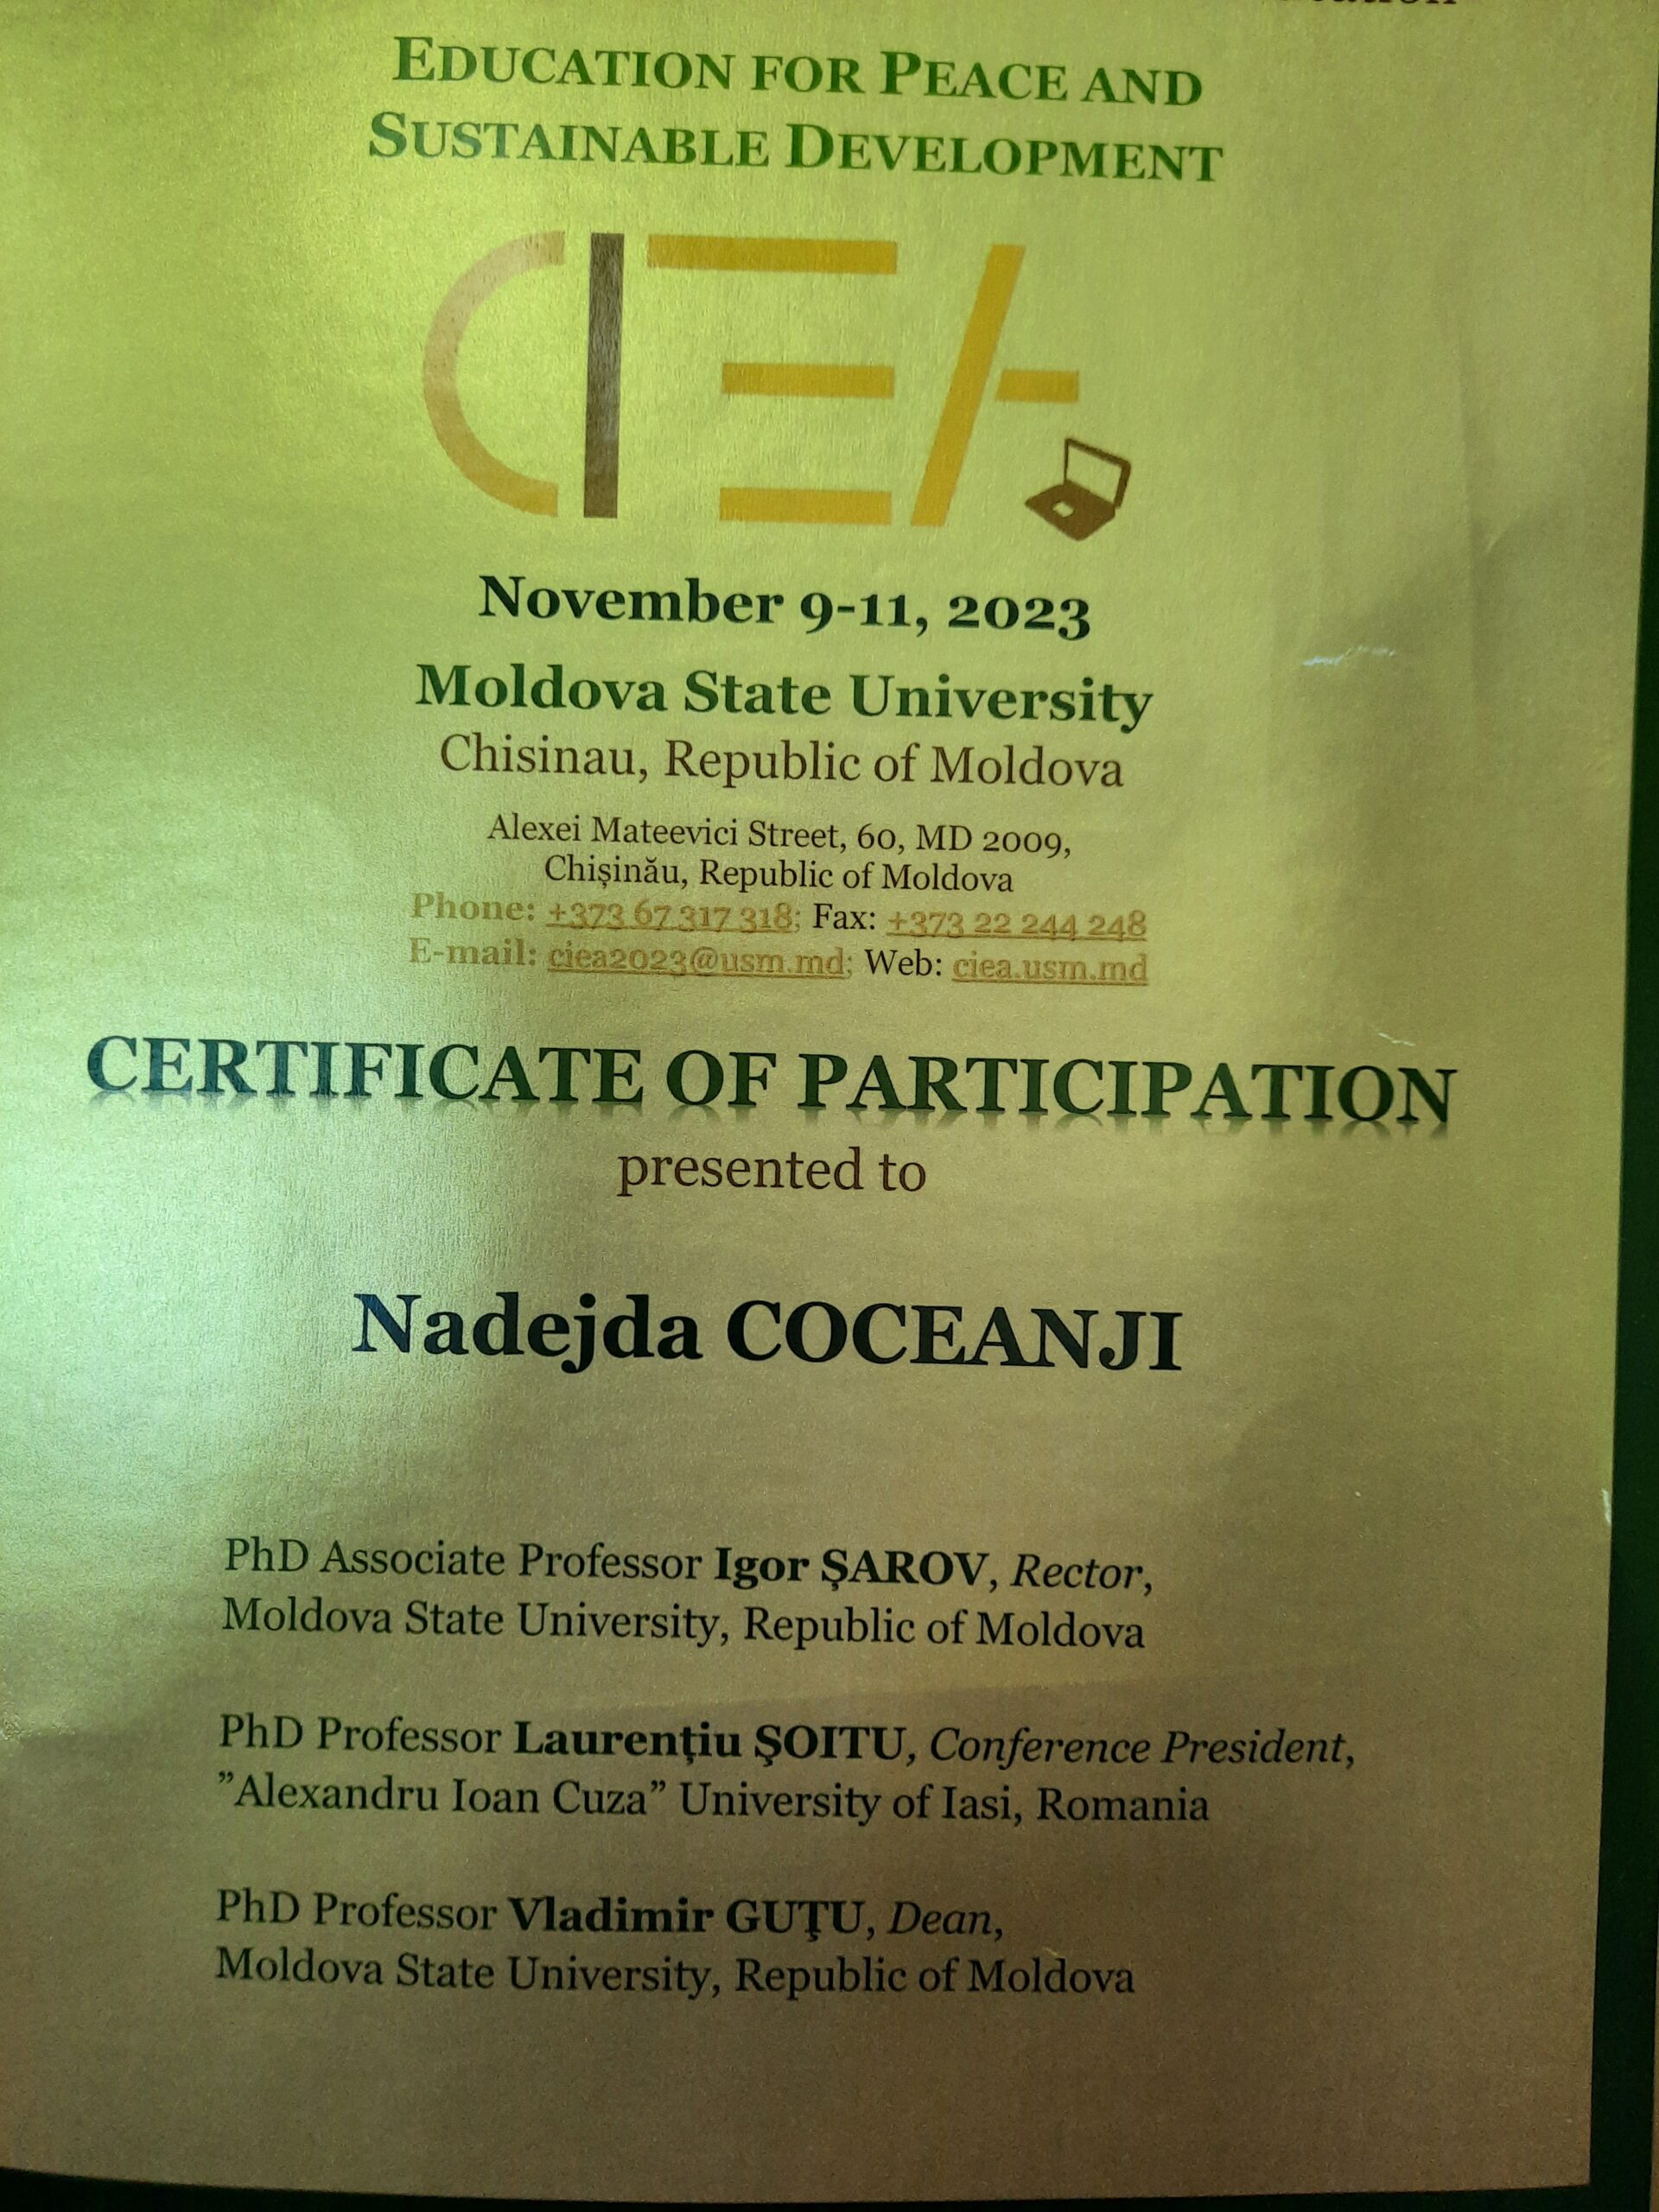 EDUCATION FOR PEACE AND
SUSTAINABLE DEVELOPMENT
CIEA
November 9-11, 2023
Moldova State University
Chisinau, Republic of Moldova
Alexei Mateevici Street, 60, MD 2009,
Chișinău, Republic of Moldova
Phone: +373 67 317 318; Fax: +373 22 244 248
E-mail: ciea2023@usm.md; Web: ciea.usm.md
CERTIFICATE OF PARTICIPATION
presented to
Nadejda COCEANJI
PhD Associate Professor Igor ŞAROV, Rector,
Moldova State University, Republic of Moldova
PhD Professor Laurenţiu ŞOITU, Conference President,
”Alexandru Ioan Cuza” University of Iasi, Romania
PhD Professor Vladimir GUŢU, Dean,
Moldova State University, Republic of Moldova